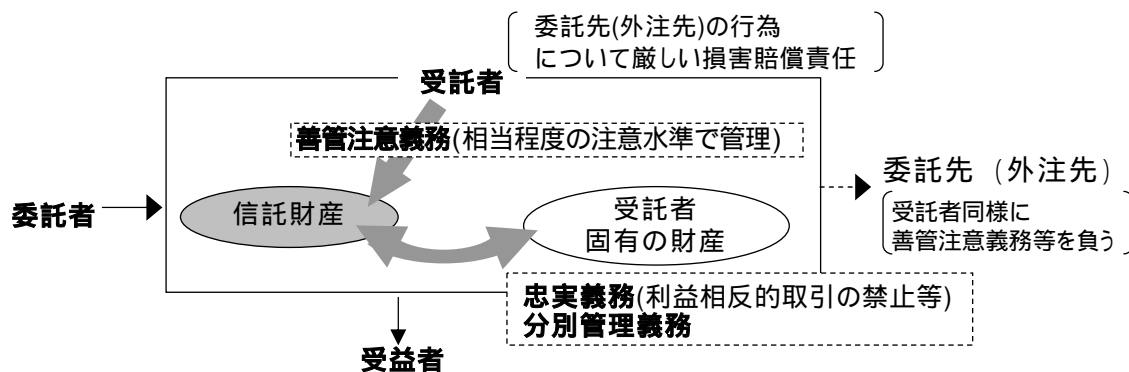 委託先(外注先)の行為
について厳しい損害賠償責任
受託者
善管注意義務(相当程度の注意水準で管理)
委託者
信託財産
受託者
固有の財産
委託先 (外注先)
受託者同様に
善管注意義務等を負う
忠実義務(利益相反的取引の禁止等)
分別管理義務
受益者